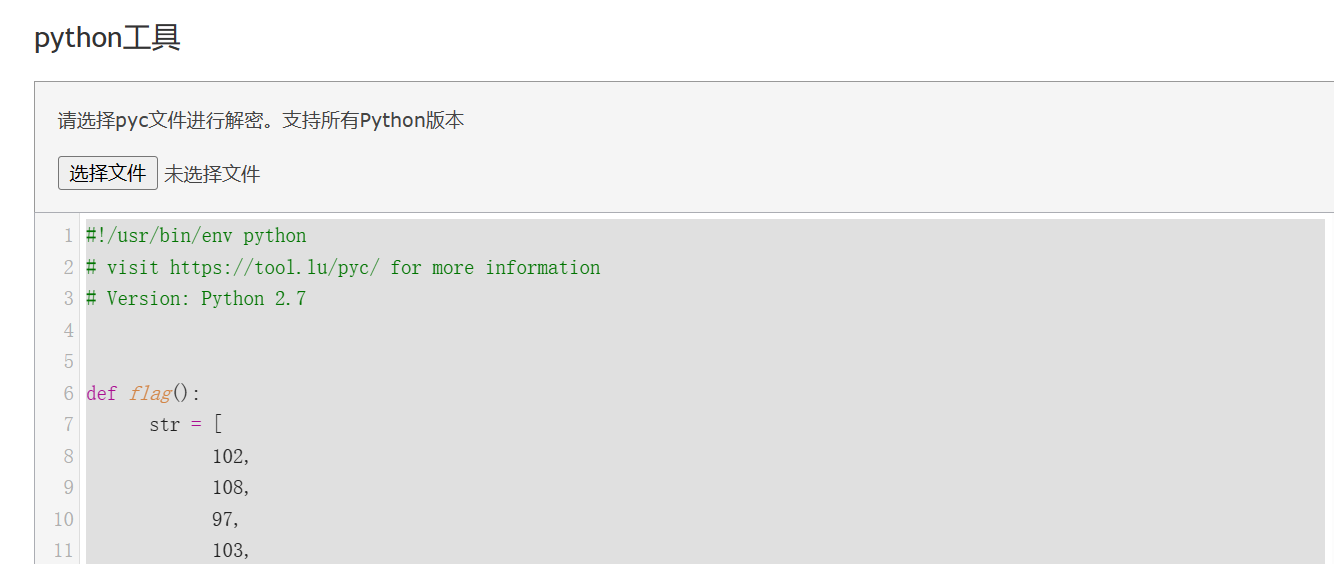 python工具
请选择pyc文件进行解密。支持所有Python版本
选择文件 未选择文件
1 #!/usr/bin/env python
2 # visit https://tool.lu/pyc/ for more information
3 # Version: Python 2.7
4
5
6 def flag():
7 str = [
8 102,
9 108,
10 97,
11 103,